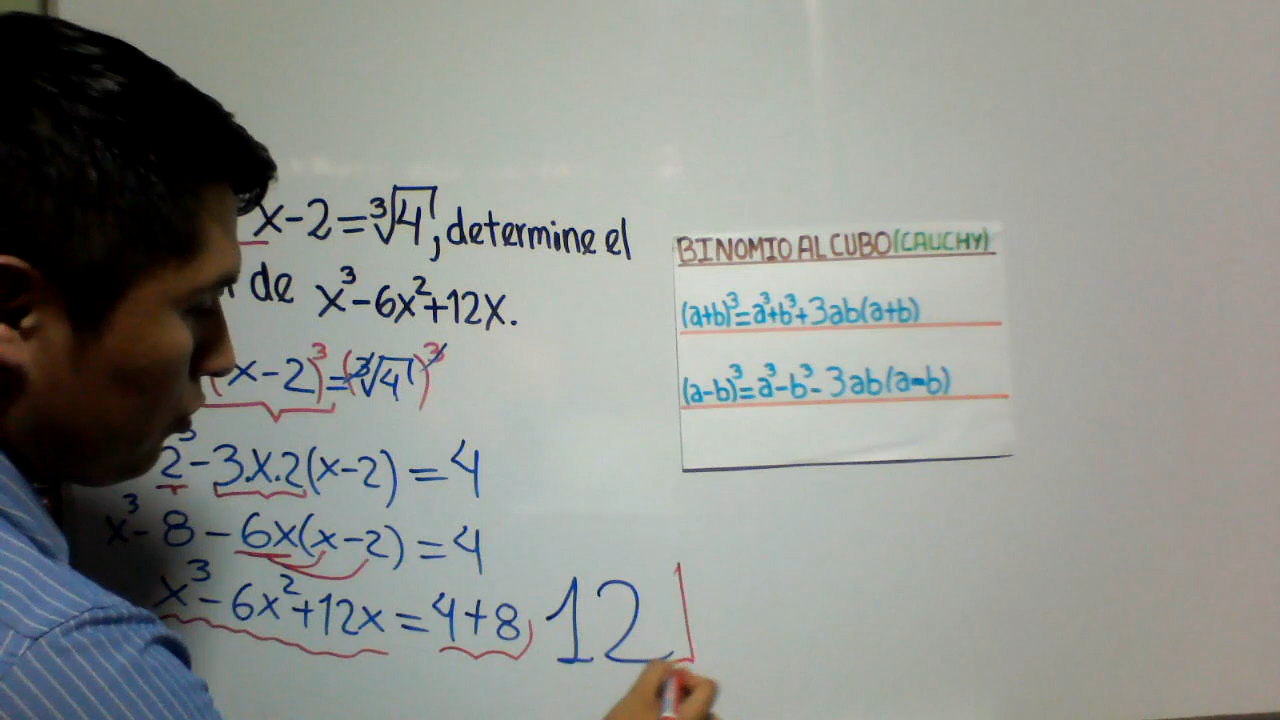 x-2=³√4, determine el
de x³-6x²+12x.
(x-2)³=(³√4)³
2³-3.x.2(x-2)=4
x³-8-6x(x-2)=4
x³-6x²+12x=4+8 12
BINOMIO AL CUBO (CAUCHY)
(a+b)³=a³+b³+3ab(a+b)
(a-b)³=a³-b³-3ab(a-b)